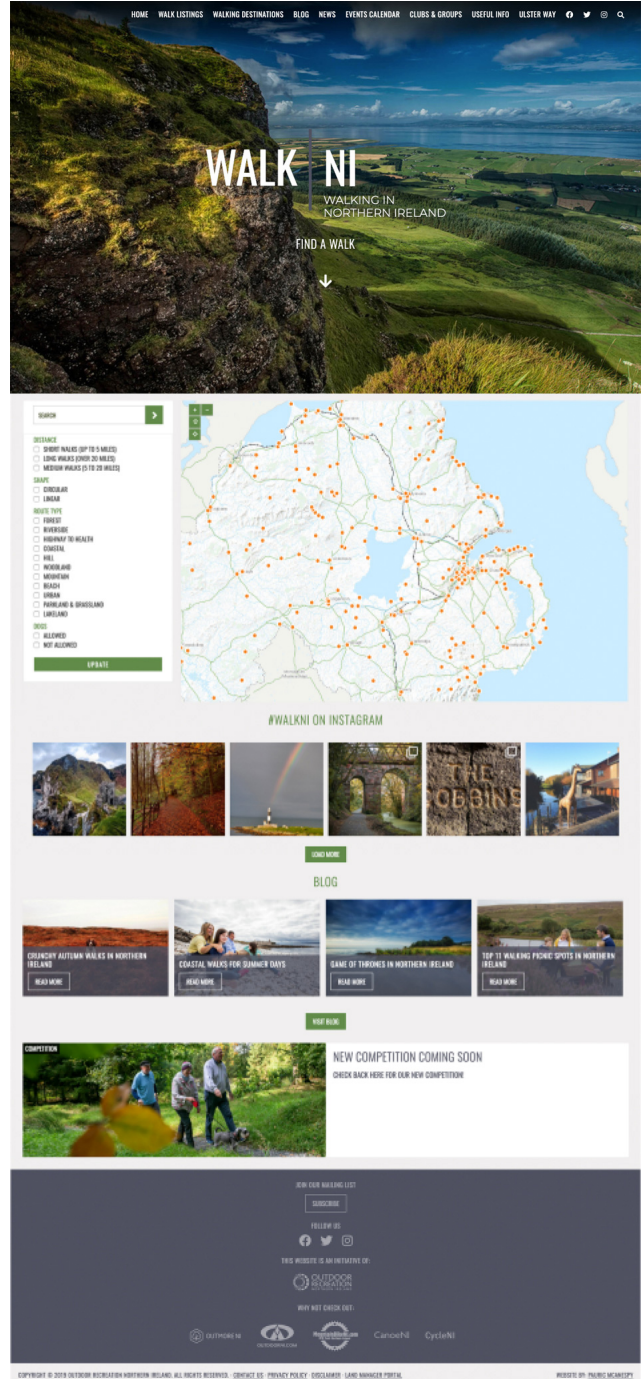 HOME WALK LISTINGS WALKING DESTINATIONS BLOG NEWS EVENTS CALENDAR CLUBS & GROUPS USEFUL INFO ULSTER WAY
WALK NI
WALKING IN
NORTHERN IRELAND
FIND A WALK
SEARCH
DISTANCE
SHORT WALKS (UP TO 5 MILES)
LONG WALKS (OVER 20 MILES)
MEDIUM WALKS (5 TO 20 MILES)
SHAPE
CIRCULAR
LINEAR
ROUTE TYPE
FOREST
RIVERSIDE
HIGHWAY TO HEALTH
COASTAL
HILL
WOODLAND
MOUNTAIN
BEACH
URBAN
PARKLAND & GRASSLAND
LAKELAND
DOGS
ALLOWED
NOT ALLOWED
UPDATE
#WALKNI ON INSTAGRAM
THE
GOBBINS
LOAD MORE
BLOG
CRUNCHY AUTUMN WALKS IN NORTHERN
IRELAND
READ MORE
COASTAL WALKS FOR SUMMER DAYS
READ MORE
GAME OF THRONES IN NORTHERN IRELAND
READ MORE
TOP 11 WALKING PICNIC SPOTS IN NORTHERN
IRELAND
READ MORE
VISIT BLOG
COMPETITION
NEW COMPETITION COMING SOON
CHECK BACK HERE FOR OUR NEW COMPETITION!
JOIN OUR MAILING LIST
SUBSCRIBE
FOLLOW US
THIS WEBSITE IS AN INITIATIVE OF:
OUTDOOR
RECREATION
NORTHERN IRELAND
WHY NOT CHECK OUT:
OUTMORENI
OUTDOORNI.COM
CanoeNI
CycleNI
COPYRIGHT © 2019 OUTDOOR RECREATION NORTHERN IRELAND. ALL RIGHTS RESERVED. · CONTACT US · PRIVACY POLICY · DISCLAIMER · LAND MANAGER PORTAL
WEBSITE BY: PAURIC MCANESPY